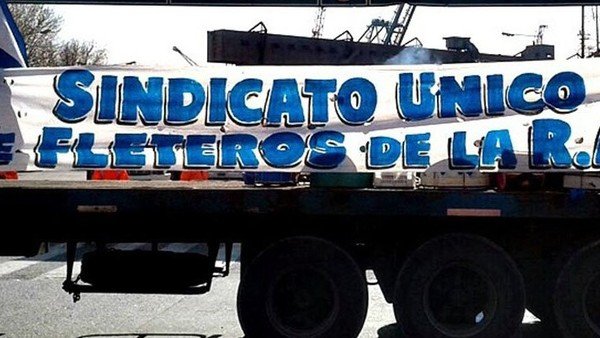 SINDICATO UNICO
E FLETEROS DE LA R.A